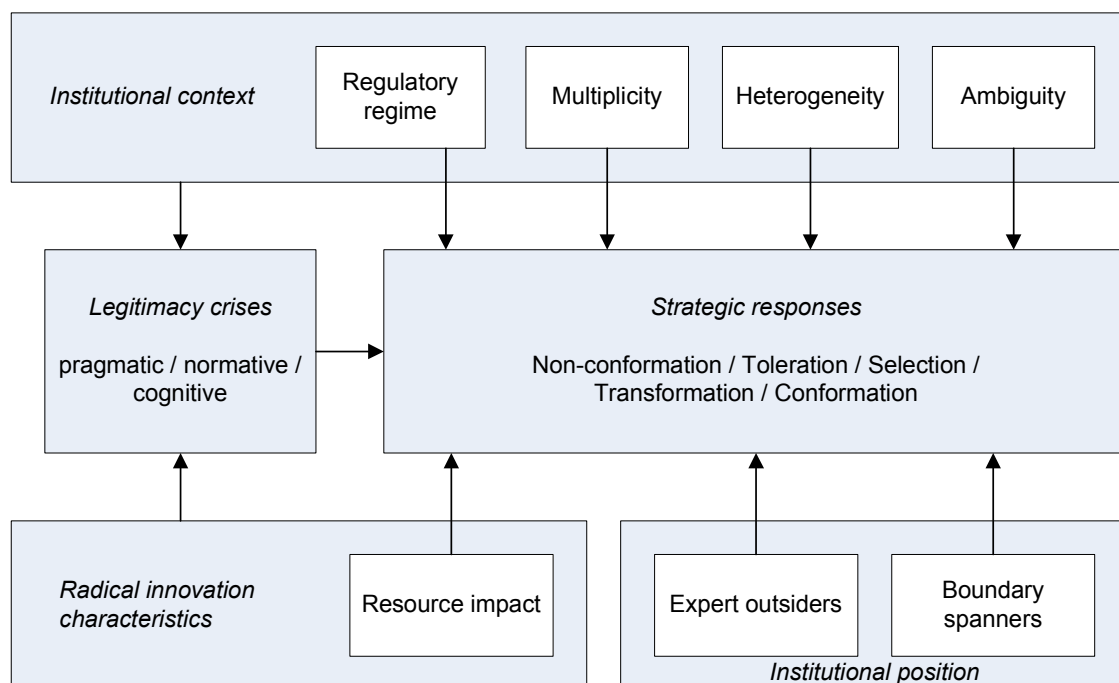 Institutional context
Regulatory
regime
Multiplicity
Heterogeneity
Ambiguity
Legitimacy crises
pragmatic / normative /
cognitive
Strategic responses
Non-conformation / Toleration / Selection /
Transformation / Conformation
Radical innovation
characteristics
Resource impact
Expert outsiders
Boundary
spanners
Institutional position